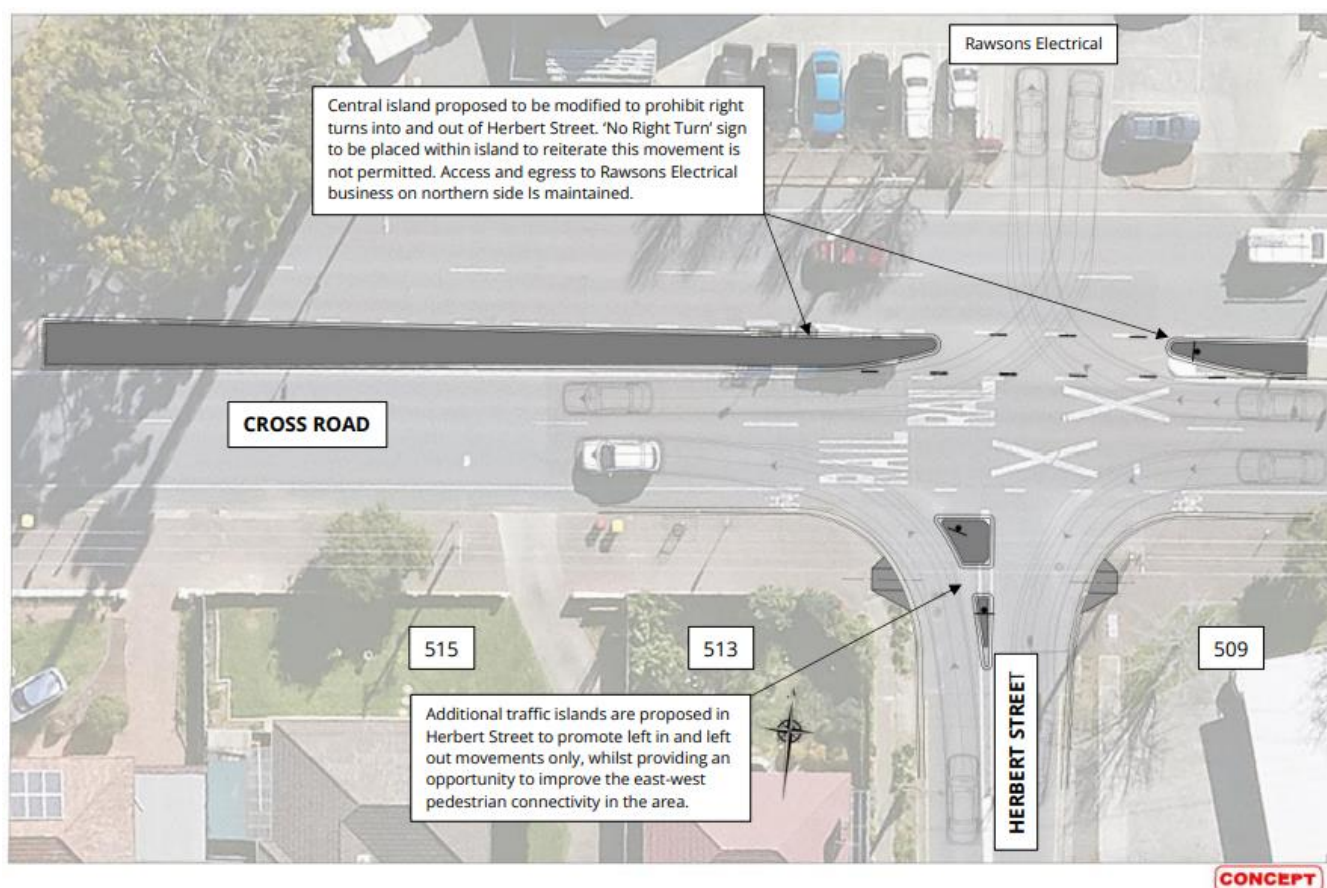 Rawsons Electrical
Central island proposed to be modified to prohibit right
turns into and out of Herbert Street. ‘No Right Turn’ sign
to be placed within island to reiterate this movement is
not permitted. Access and egress to Rawsons Electrical
business on northern side Is maintained.
CROSS ROAD
515
513
509
Additional traffic islands are proposed in
Herbert Street to promote left in and left
out movements only, whilst providing an
opportunity to improve the east-west
pedestrian connectivity in the area.
HERBERT STREET
CONCEPT